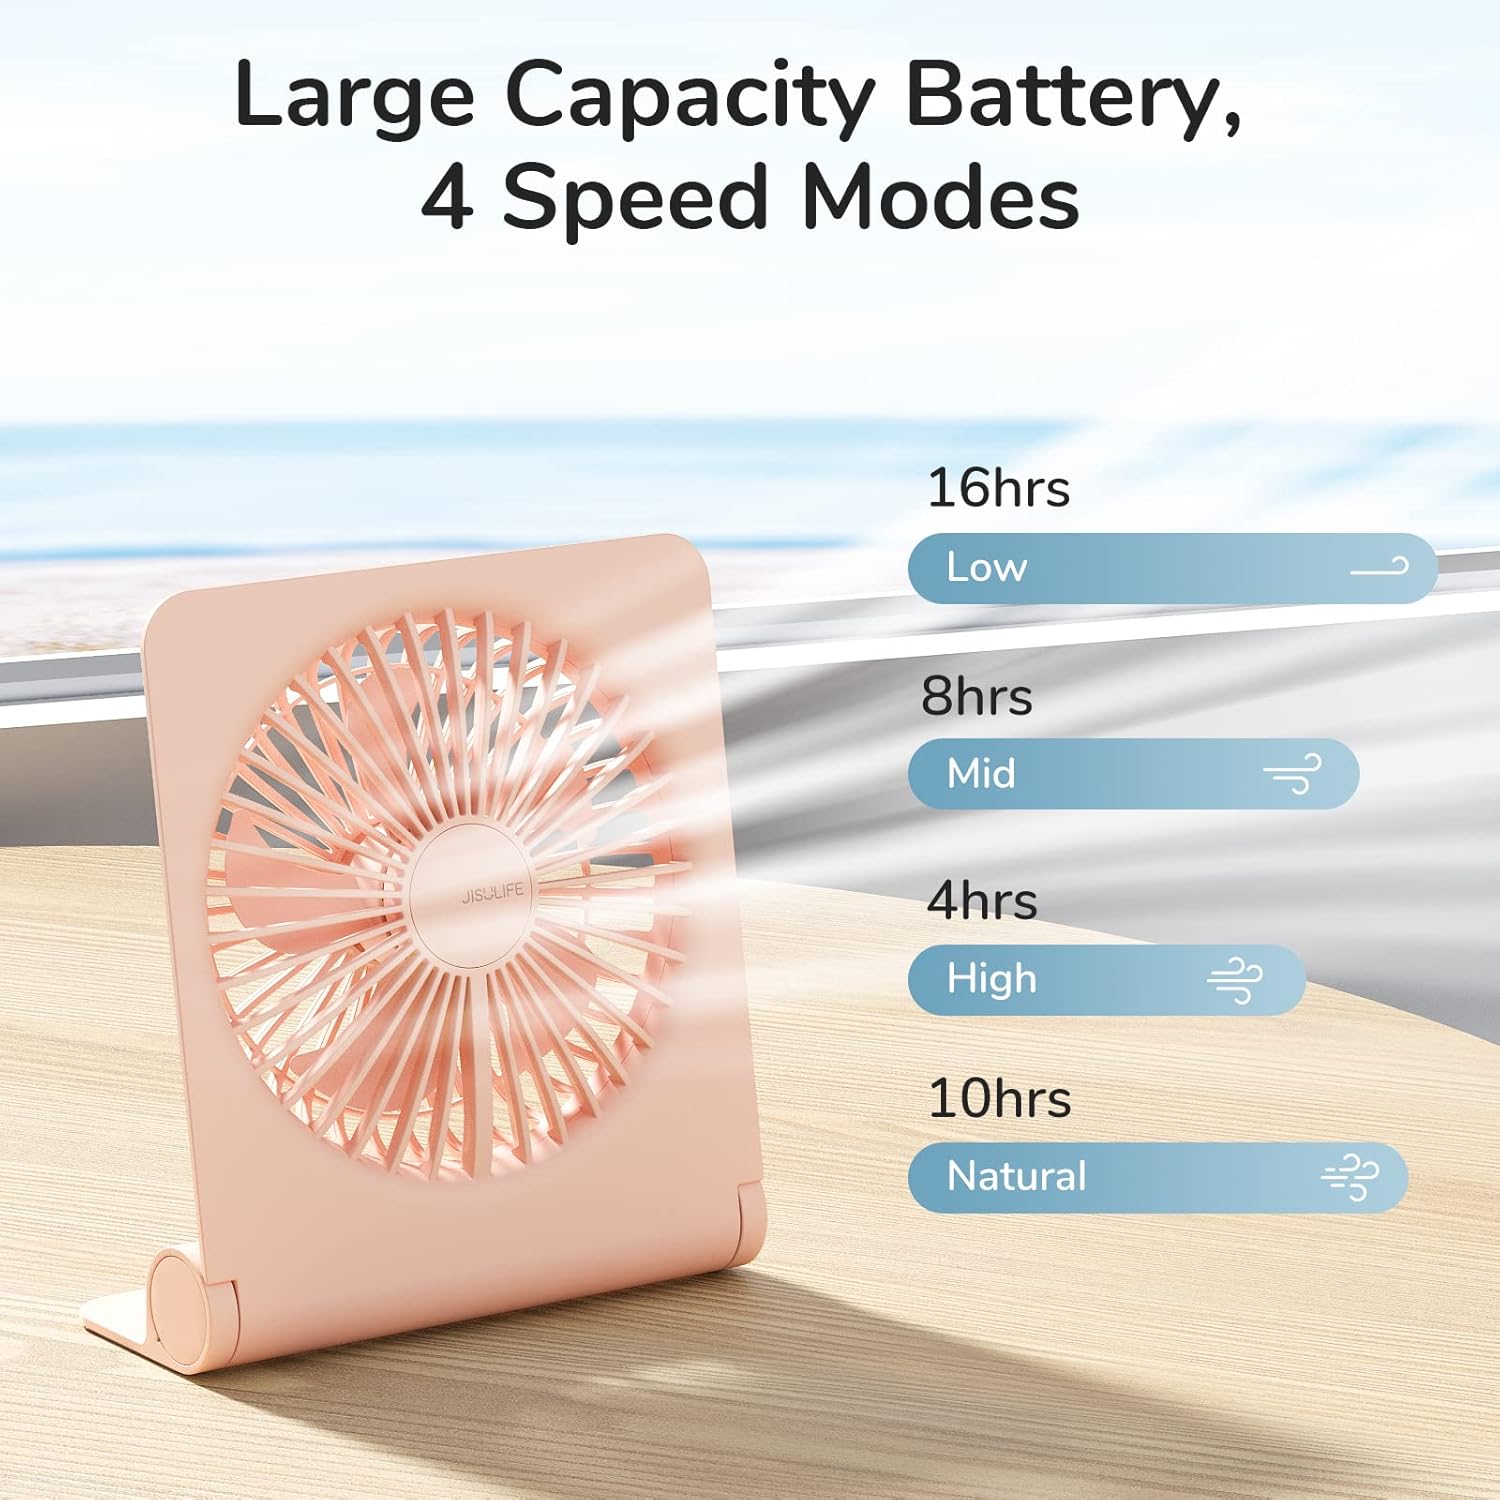 Large Capacity Battery,
4 Speed Modes
16hrs
Low
8hrs
Mid
JISULIFE
4hrs
High
10hrs
Natural